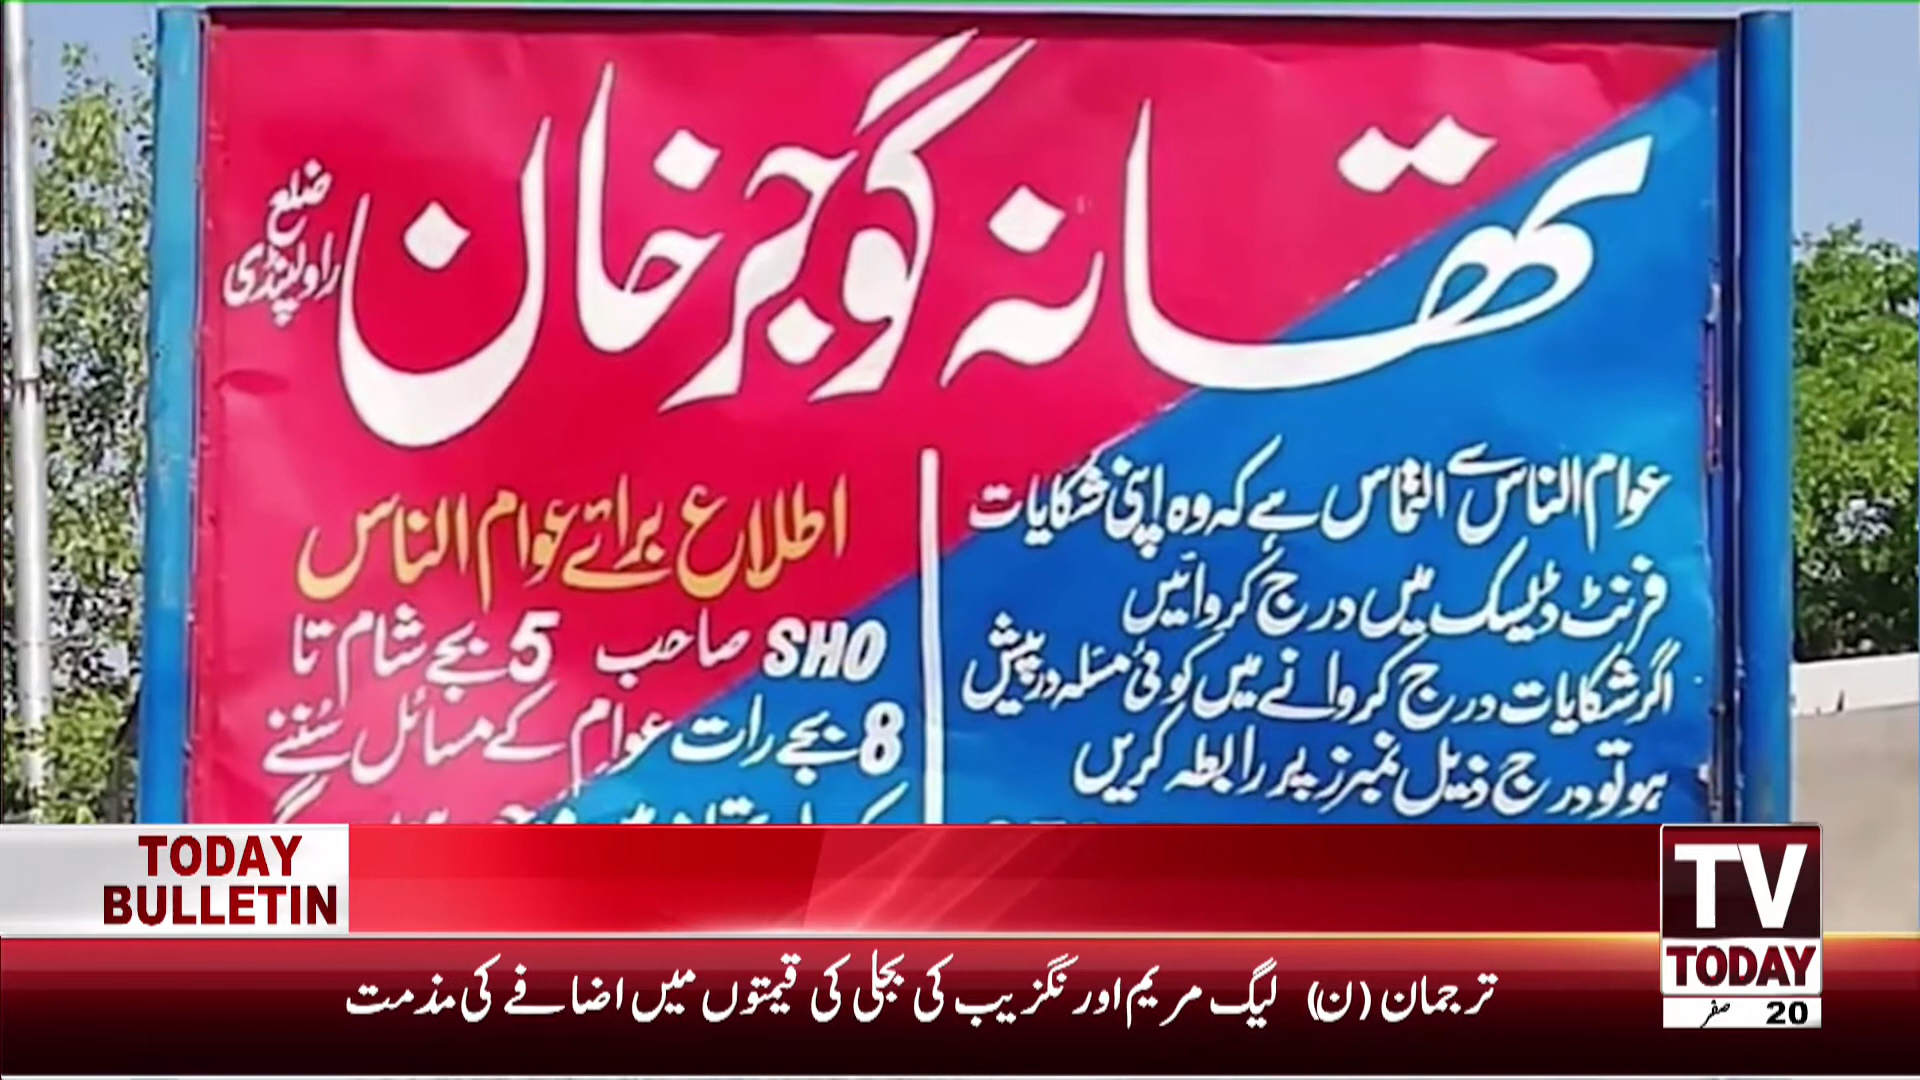 تھانہ گوجر خان
ضلع
راولپنڈی
عوام الناس سے التماس ہے کہ وہ اپنی شکایات
فرنٹ ڈیسک میں درج کروائیں
اگر شکایات درج کروانے میں کوئی مسئلہ درپیش
ہو تو درج ذیل نمبرز پر رابطہ کریں
اطلاع برائے عوام الناس
SHO صاحب 5 بجے شام تا
8 بجے رات عوام کے مسائل سُننے
TODAY
BULLETIN
TV
TODAY
20 صفر
ترجمان (ن) لیگ مریم اورنگزیب کی بجلی کی قیمتوں میں اضافے کی مذمت